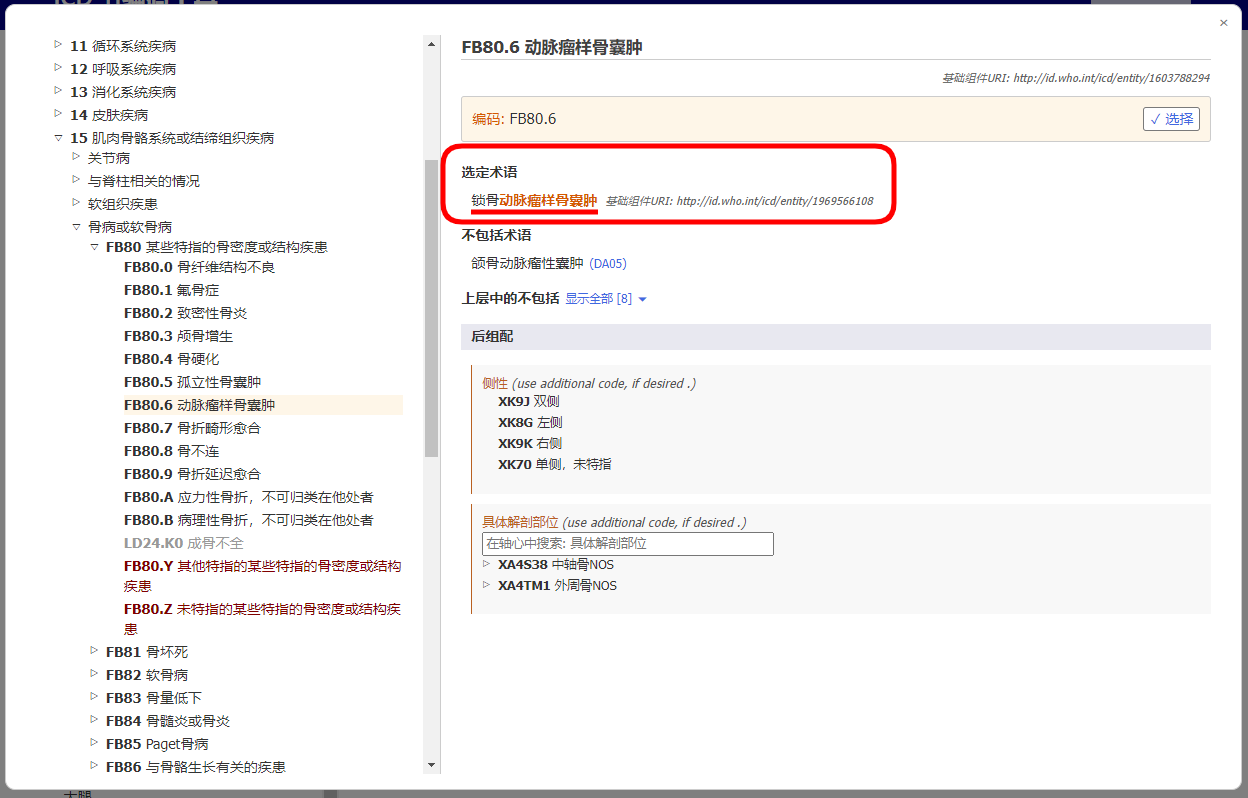 ×
11 循环系统疾病
12 呼吸系统疾病
13 消化系统疾病
14 皮肤疾病
15 肌肉骨骼系统或结缔组织疾病
关节病
与脊柱相关的情况
软组织疾患
骨病或软骨病
FB80 某些特指的骨密度或结构疾患
FB80.0 骨纤维结构不良
FB80.1 氟骨症
FB80.2 致密性骨炎
FB80.3 颅骨增生
FB80.4 骨硬化
FB80.5 孤立性骨囊肿
FB80.6 动脉瘤样骨囊肿
FB80.7 骨折畸形愈合
FB80.8 骨不连
FB80.9 骨折延迟愈合
FB80.A 应力性骨折，不可归类在他处者
FB80.B 病理性骨折，不可归类在他处者
LD24.K0 成骨不全
FB80.Y 其他特指的某些特指的骨密度或结构
疾患
FB80.Z 未特指的某些特指的骨密度或结构疾
患
FB81 骨坏死
FB82 软骨病
FB83 骨量低下
FB84 骨髓炎或骨炎
FB85 Paget骨病
FB86 与骨骼生长有关的疾患
FB80.6 动脉瘤样骨囊肿
基础组件URI: http://id.who.int/icd/entity/1603788294
编码: FB80.6
✓ 选择
选定术语
锁骨动脉瘤样骨囊肿 基础组件URI: http://id.who.int/icd/entity/1969566108
不包括术语
颌骨动脉瘤性囊肿 (DA05)
上层中的不包括 显示全部 [8]
后组配
侧性 (use additional code, if desired .)
XK9J 双侧
XK8G 左侧
XK9K 右侧
XK70 单侧，未特指
具体解剖部位 (use additional code, if desired .)
在轴心中搜索: 具体解剖部位
XA4S38 中轴骨NOS
XA4TM1 外周骨NOS